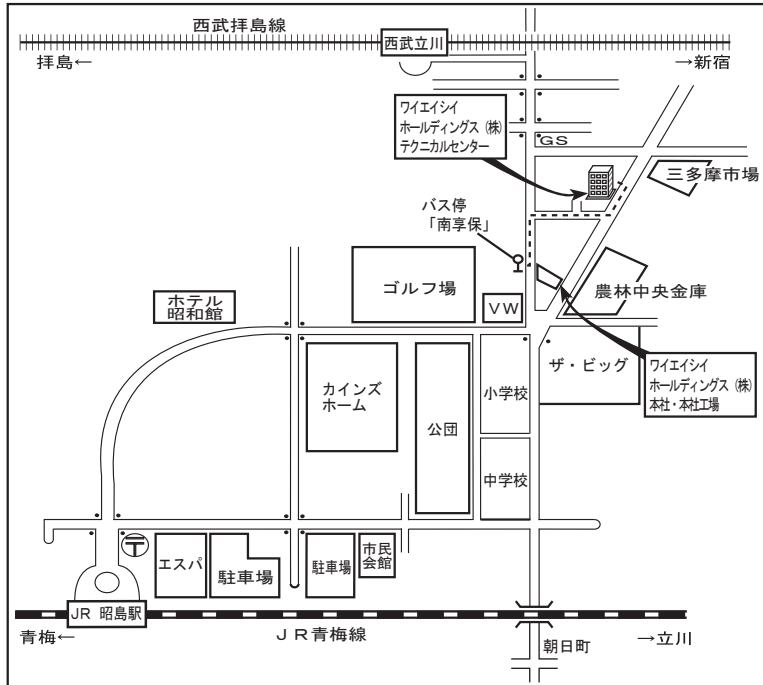 西武拝島線
西武立川
拝島←
→新宿
ワイエイシイ
ホールディングス（株）
テクニカルセンター
GS
三多摩市場
バス停
「南享保」
ゴルフ場
農林中央金庫
ホテル
昭和館
VW
カインズ
ホーム
公団
小学校
ザ・ビッグ
ワイエイシイ
ホールディングス（株）
本社・本社工場
中学校
〒
エスパ
駐車場
駐車場
市民
会館
JR 昭島駅
青梅←
JR青梅線
朝日町
→立川